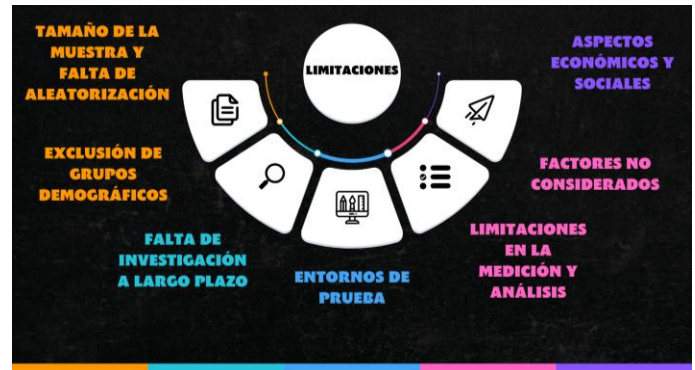 TAMAÑO DE LA
MUESTRA Y
FALTA DE
ALEATORIZACIÓN
EXCLUSIÓN DE
GRUPOS
DEMOGRÁFICOS
FALTA DE
INVESTIGACIÓN
A LARGO PLAZO
LIMITACIONES
ENTORNOS DE
PRUEBA
LIMITACIONES
EN LA
MEDICIÓN Y
ANÁLISIS
FACTORES NO
CONSIDERADOS
ASPECTOS
ECONÓMICOS Y
SOCIALES